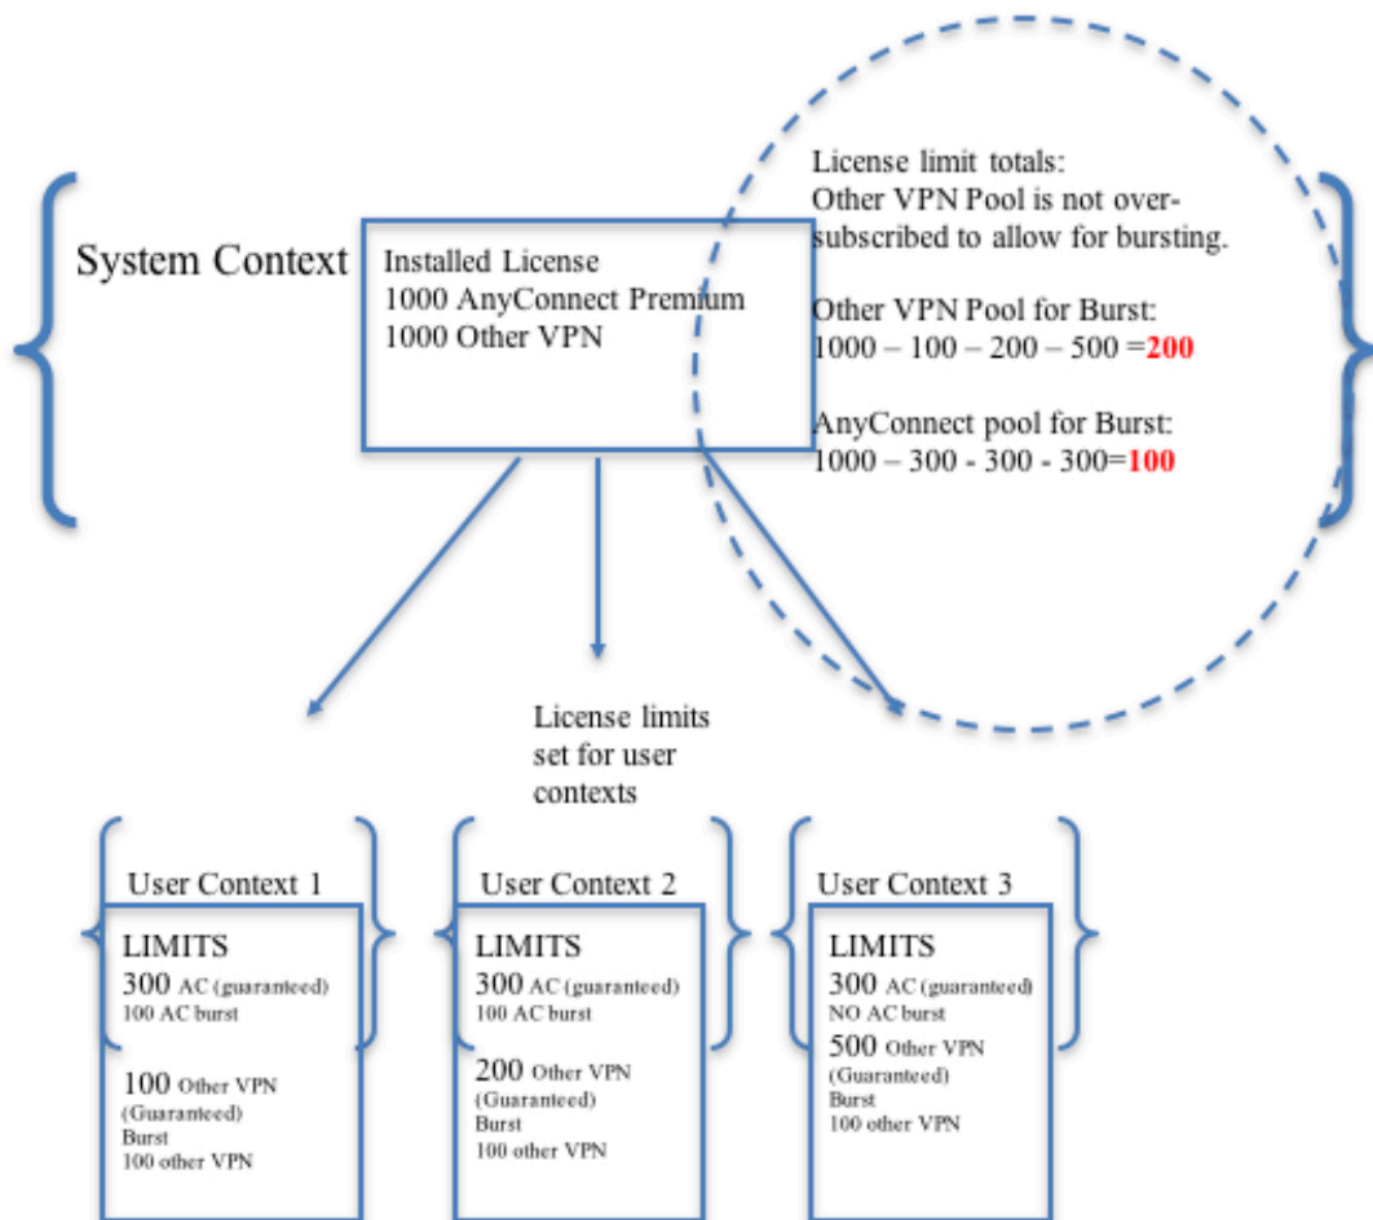 System Context
Installed License
1000 AnyConnect Premium
1000 Other VPN
License limit totals:
Other VPN Pool is not over-
subscribed to allow for bursting.
Other VPN Pool for Burst:
1000 – 100 – 200 – 500 =200
AnyConnect pool for Burst:
1000 – 300 - 300 - 300=100
License limits
set for user
contexts
User Context 1
LIMITS
300 AC (guaranteed)
100 AC burst
100 Other VPN
(Guaranteed)
Burst
100 other VPN
User Context 2
LIMITS
300 AC (guaranteed)
100 AC burst
200 Other VPN
(Guaranteed)
Burst
100 other VPN
User Context 3
LIMITS
300 AC (guaranteed)
NO AC burst
500 Other VPN
(Guaranteed)
Burst
100 other VPN